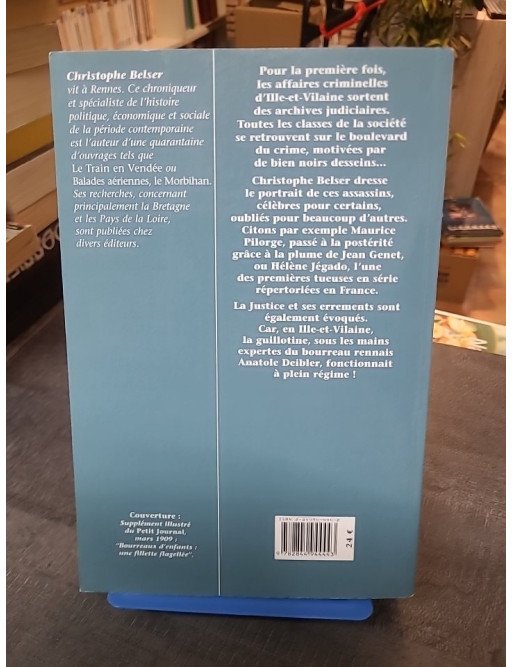 Christophe Belser
vit à Rennes. Ce chroniqueur
et spécialiste de l'histoire
politique, économique et sociale
de la période contemporaine
est l'auteur d'une quarantaine
d'ouvrages tels que
Le Train en Vendée ou
Balades aériennes, le Morbihan.
Ses recherches, concernant
principalement la Bretagne
et les Pays de la Loire,
sont publiées chez
divers éditeurs.
Pour la première fois,
les affaires criminelles
d'Ille-et-Vilaine sortent
des archives judiciaires.
Toutes les classes de la société
se retrouvent sur le boulevard
du crime, motivées par
de bien noirs desseins...
Christophe Belser dresse
le portrait de ces assassins,
célèbres pour certains,
oubliés pour beaucoup d'autres.
Citons par exemple Maurice
Pilorge, passé à la postérité
grâce à la plume de Jean Genet,
ou Hélène Jégado, l'une
des premières tueuses en série
répertoriées en France.
La Justice et ses errements sont
également évoqués.
Car, en Ille-et-Vilaine,
la guillotine, sous les mains
expertes du bourreau rennais
Anatole Deibler, fonctionnait
à plein régime !
Couverture :
Supplément illustré
du Petit Journal,
mars 1909 :
"Bourreaux d'enfants :
une fillette flagellée".
9 782844 944443
24 €